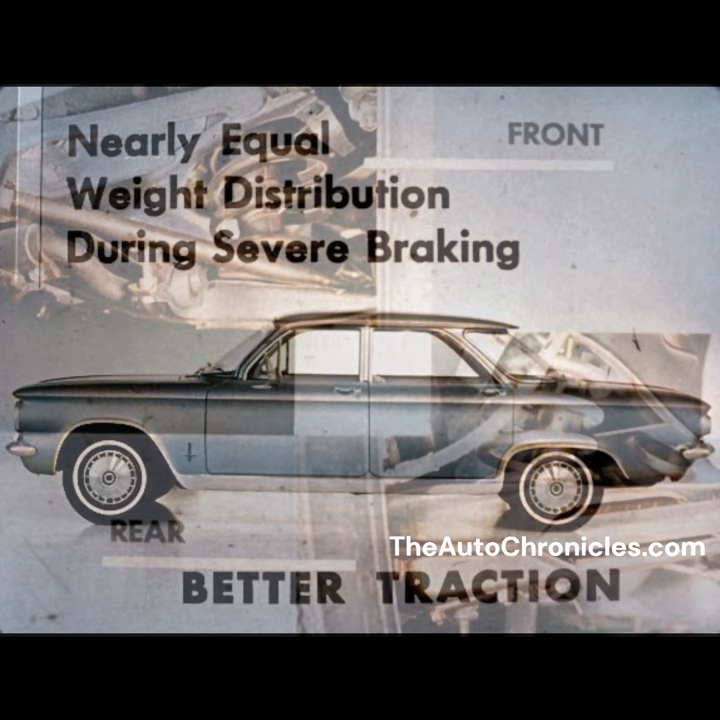 Nearly Equal
FRONT
Weight Distribution
During Severe Braking
REAR
TheAutoChronicles.com
BETTER TRACTION